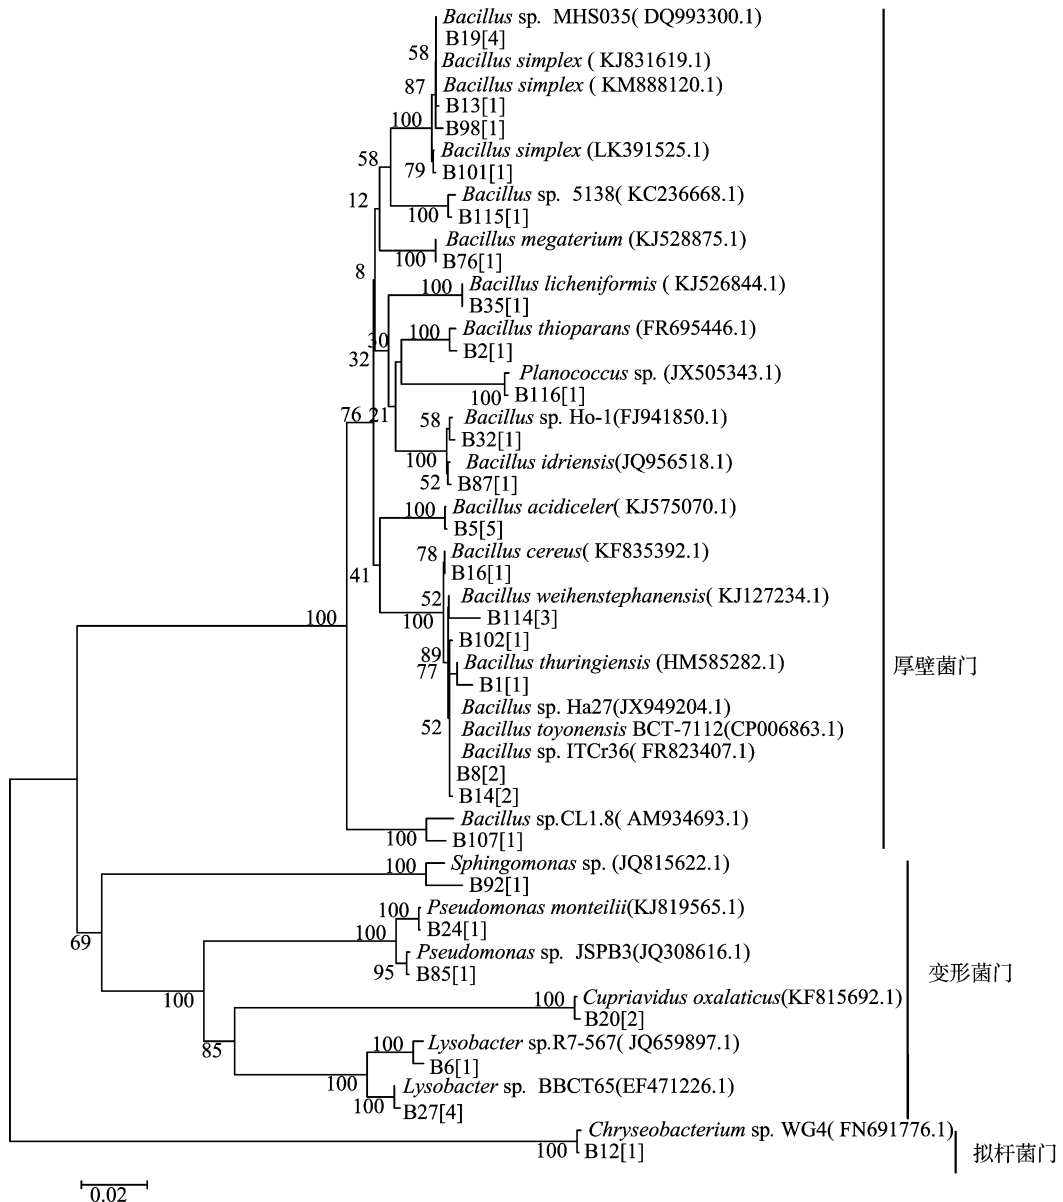 Bacillus sp. MHS035( DQ993300.1)
B19[4]
58
Bacillus simplex ( KJ831619.1)
87
Bacillus simplex ( KM888120.1)
B13[1]
100
B98[1]
Bacillus simplex (LK391525.1)
58
79
B101[1]
Bacillus sp. 5138( KC236668.1)
12
100
B115[1]
Bacillus megaterium (KJ528875.1)
100
B76[1]
8
Bacillus licheniformis ( KJ526844.1)
100
B35[1]
Bacillus thioparans (FR695446.1)
100
30
B2[1]
32
Planococcus sp. (JX505343.1)
100
B116[1]
76
21
58
Bacillus sp. Ho-1(FJ941850.1)
B32[1]
100
Bacillus idriensis(JQ956518.1)
52
B87[1]
100
Bacillus acidiceler( KJ575070.1)
B5[5]
78
Bacillus cereus( KF835392.1)
41
B16[1]
52
Bacillus weihenstephanensis( KJ127234.1)
100
100
B114[3]
B102[1]
89
Bacillus thuringiensis (HM585282.1)
厚壁菌门
77
B1[1]
Bacillus sp. Ha27(JX949204.1)
52
Bacillus toyonensis BCT-7112(CP006863.1)
Bacillus sp. ITCr36( FR823407.1)
B8[2]
B14[2]
Bacillus sp.CL1.8( AM934693.1)
100
B107[1]
100
Sphingomonas sp. (JQ815622.1)
B92[1]
100
Pseudomonas monteilii(KJ819565.1)
100
B24[1]
69
Pseudomonas sp. JSPB3(JQ308616.1)
95
B85[1]
变形菌门
100
100
Cupriavidus oxalaticus(KF815692.1)
B20[2]
85
100
Lysobacter sp.R7-567( JQ659897.1)
B6[1]
100
Lysobacter sp. BBCT65(EF471226.1)
100
B27[4]
Chryseobacterium sp. WG4( FN691776.1)
100
B12[1]
拟杆菌门
0.02